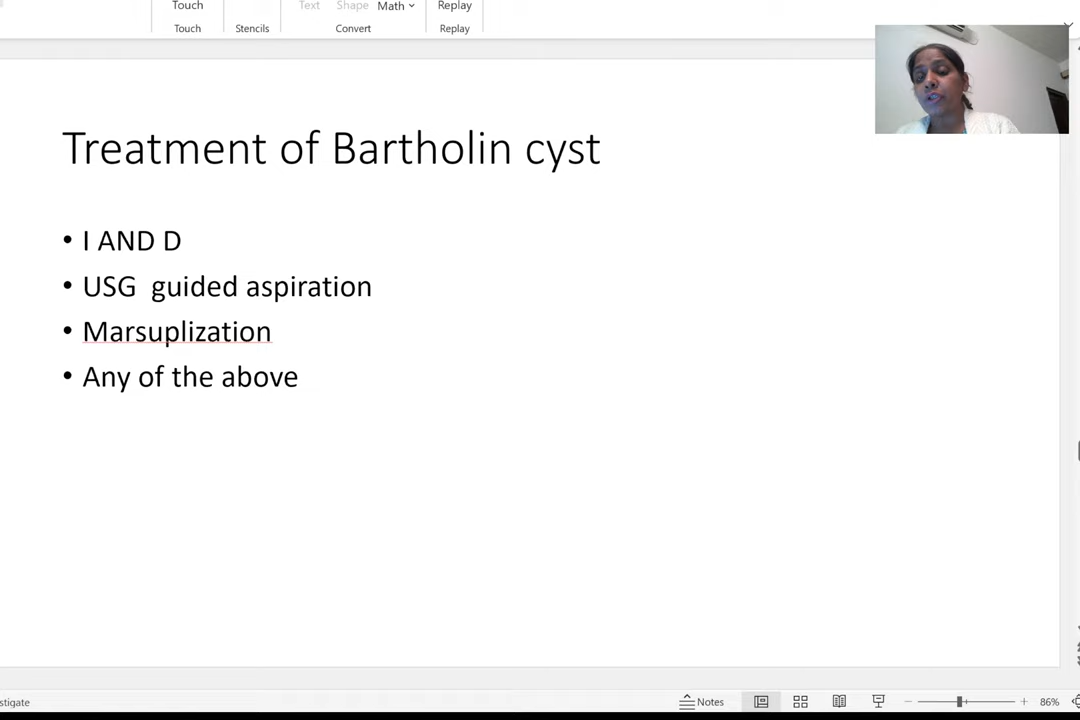 Text Shape Math
Touch Replay
Touch Stencils Convert Replay
Treatment of Bartholin cyst
• I AND D
• USG guided aspiration
• Marsuplization
• Any of the above
stigate Notes 86%